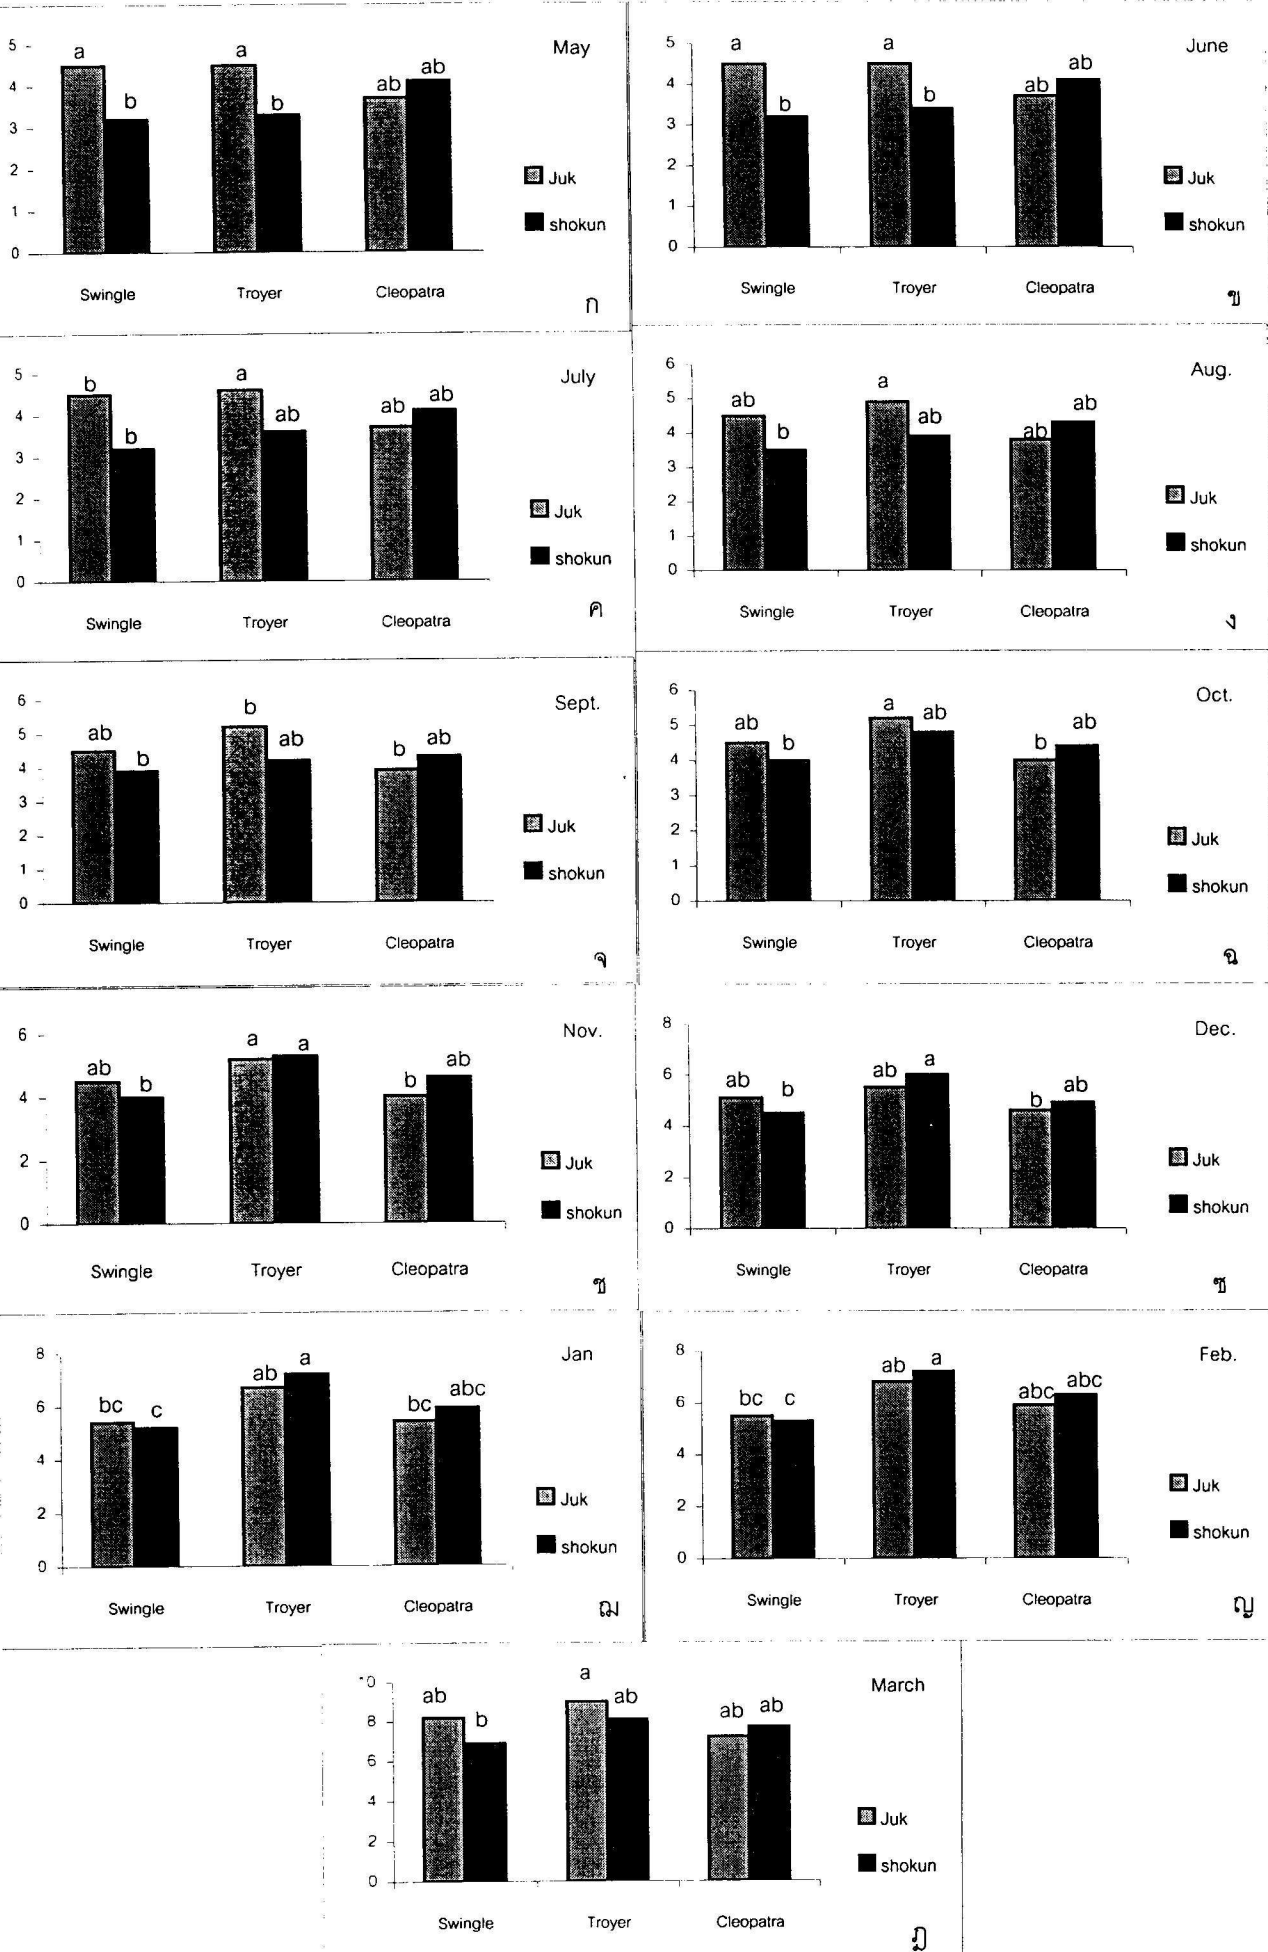 May
5
4
3
2
1
0
a
b
a
b
ab
ab
Juk
shokun
Swingle
Troyer
Cleopatra
ก
June
5
4
3
2
1
0
a
b
a
b
ab
ab
Juk
shokun
Swingle
Troyer
Cleopatra
ข
July
5
4
3
2
1
0
b
b
a
ab
ab
ab
Juk
shokun
Swingle
Troyer
Cleopatra
ค
Aug.
6
5
4
3
2
1
0
ab
b
a
ab
ab
ab
Juk
shokun
Swingle
Troyer
Cleopatra
ง
Sept.
6
5
4
3
2
1
0
ab
b
b
ab
b
ab
Juk
shokun
Swingle
Troyer
Cleopatra
จ
Oct.
6
5
4
3
2
1
0
ab
b
a
ab
b
ab
Juk
shokun
Swingle
Troyer
Cleopatra
ฉ
Nov.
6
4
2
0
ab
b
a
a
b
ab
Juk
shokun
Swingle
Troyer
Cleopatra
ช
Dec.
8
6
4
2
0
ab
b
ab
a
b
ab
Juk
shokun
Swingle
Troyer
Cleopatra
ซ
Jan
8
6
4
2
0
bc
c
ab
a
bc
abc
Juk
shokun
Swingle
Troyer
Cleopatra
ฌ
Feb.
8
6
4
2
0
bc
c
ab
a
abc
abc
Juk
shokun
Swingle
Troyer
Cleopatra
ญ
March
10
8
6
4
2
0
ab
b
a
ab
ab
ab
Juk
shokun
Swingle
Troyer
Cleopatra
ฎ